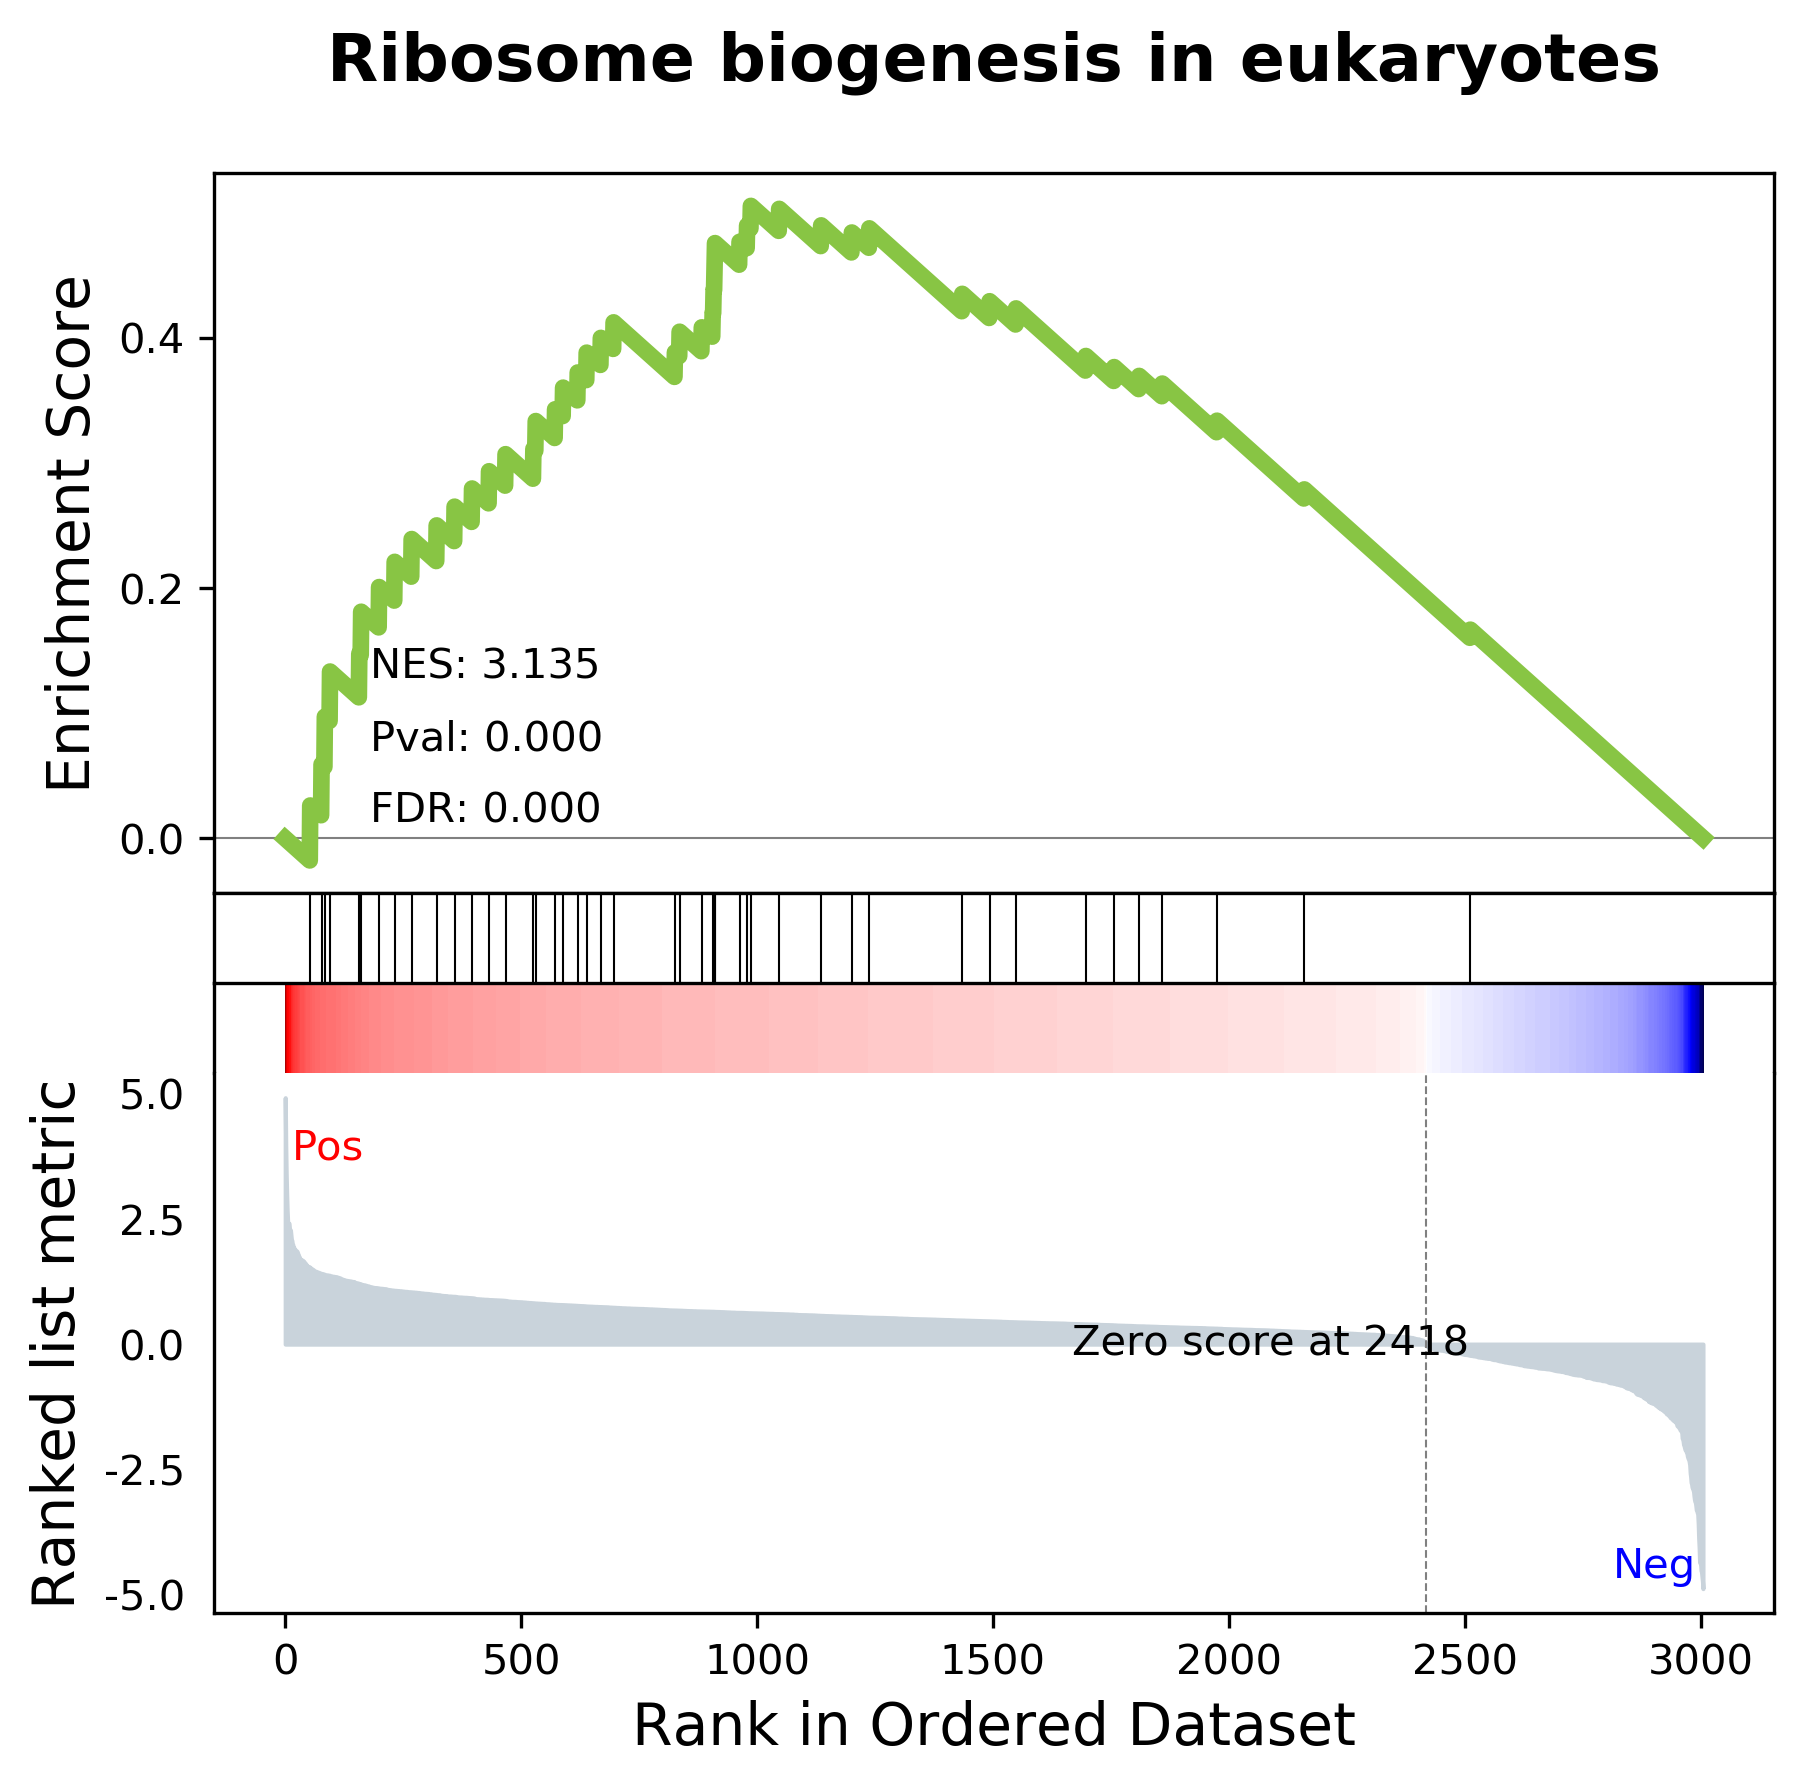 Ribosome biogenesis in eukaryotes
Enrichment Score
0.4
0.2
0.0
NES: 3.135
Pval: 0.000
FDR: 0.000
Ranked list metric
5.0
2.5
0.0
-2.5
-5.0
Pos
Zero score at 2418
Neg
0 500 1000 1500 2000 2500 3000
Rank in Ordered Dataset